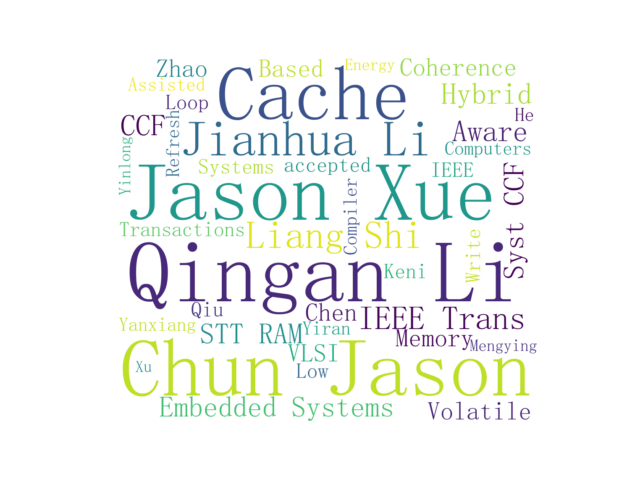 Zhao
Based
Energy
Coherence
Assisted
Cache
Hybrid
Loop
CCF
Refresh
Jianhua Li
Aware
He
Computers
Yinlong
Systems
accepted
IEEE
Jason Xue
Compiler
Syst CCF
Transactions
Liang Shi
Write
Qingan Li
Keni
Qiu
Chen
IEEE Trans
Yanxiang
STT RAM
Yiran
Memory
Mengying
VLSI
Chun Jason
Xu
Low
Embedded Systems
Volatile